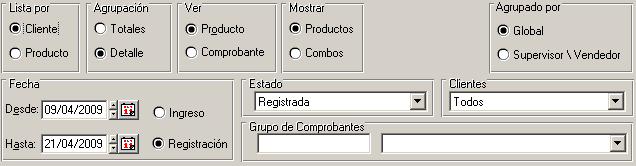 Lista por
Cliente
Producto
Agrupación
Totales
Detalle
Ver
Producto
Comprobante
Mostrar
Productos
Combos
Agrupado por
Global
Supervisor \ Vendedor
Fecha
Desde: 09/04/2009
Hasta: 21/04/2009
Ingreso
Registración
Estado
Registrada
Clientes
Todos
Grupo de Comprobantes